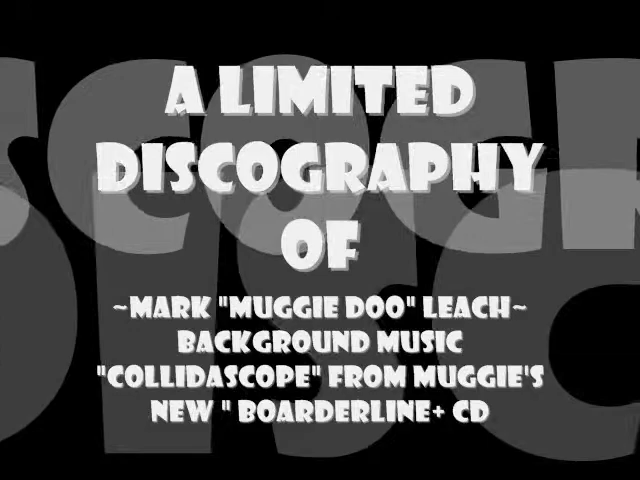 A LIMITED
DISCOGRAPHY
OF
~MARK "MUGGIE DOO" LEACH~
BACKGROUND MUSIC
"COLLIDASCOPE" FROM MUGGIE'S
NEW " BOARDERLINE+ CD